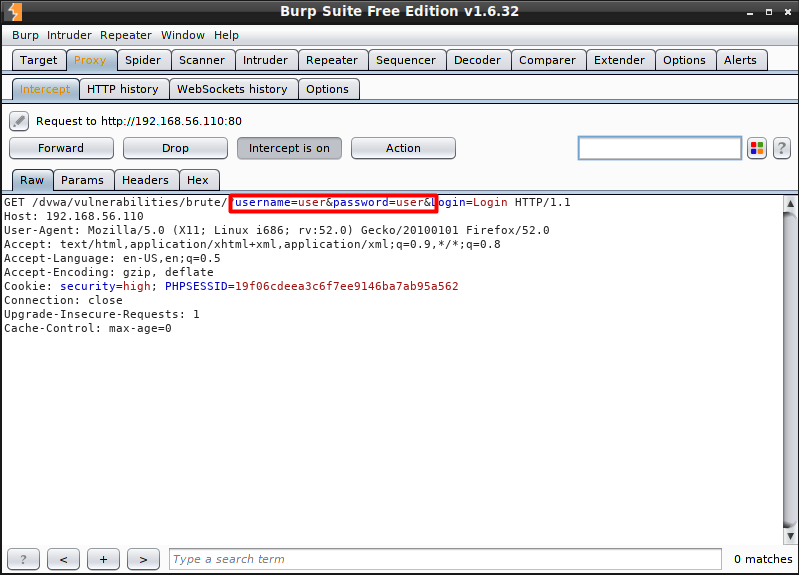 Burp Suite Free Edition v1.6.32
Burp Intruder Repeater Window Help
Target Proxy Spider Scanner Intruder Repeater Sequencer Decoder Comparer Extender Options Alerts
Intercept HTTP history WebSockets history Options
Request to http://192.168.56.110:80
Forward Drop Intercept is on Action ?
Raw Params Headers Hex
GET /dvwa/vulnerabilities/brute/?username=user&password=user&Login=Login HTTP/1.1
Host: 192.168.56.110
User-Agent: Mozilla/5.0 (X11; Linux i686; rv:52.0) Gecko/20100101 Firefox/52.0
Accept: text/html,application/xhtml+xml,application/xml;q=0.9,*/*;q=0.8
Accept-Language: en-US,en;q=0.5
Accept-Encoding: gzip, deflate
Cookie: security=high; PHPSESSID=19f06cdeea3c6f7ee9146ba7ab95a562
Connection: close
Upgrade-Insecure-Requests: 1
Cache-Control: max-age=0
? < + > Type a search term 0 matches